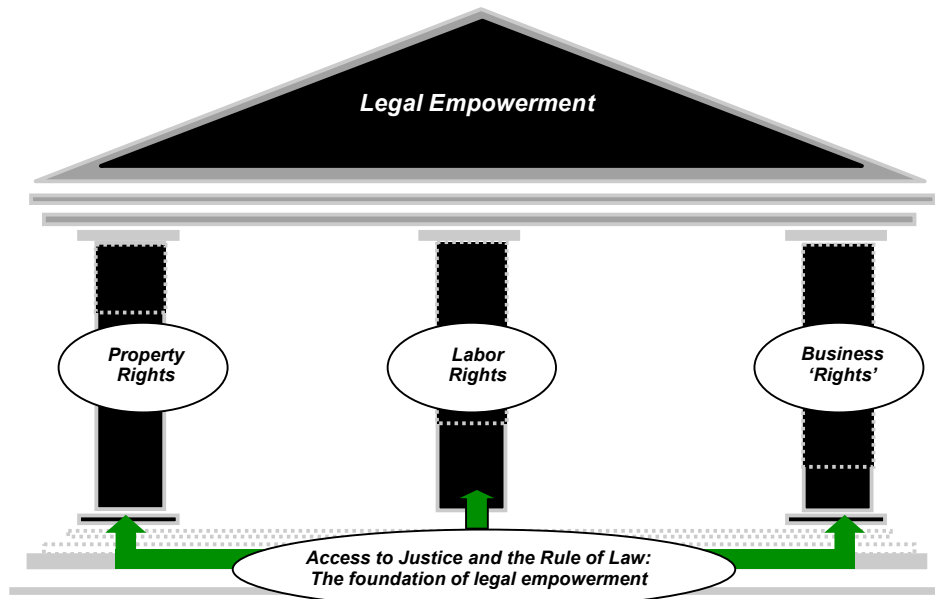 Legal Empowerment
Property
Rights
Labor
Rights
Business
‘Rights’
Access to Justice and the Rule of Law:
The foundation of legal empowerment